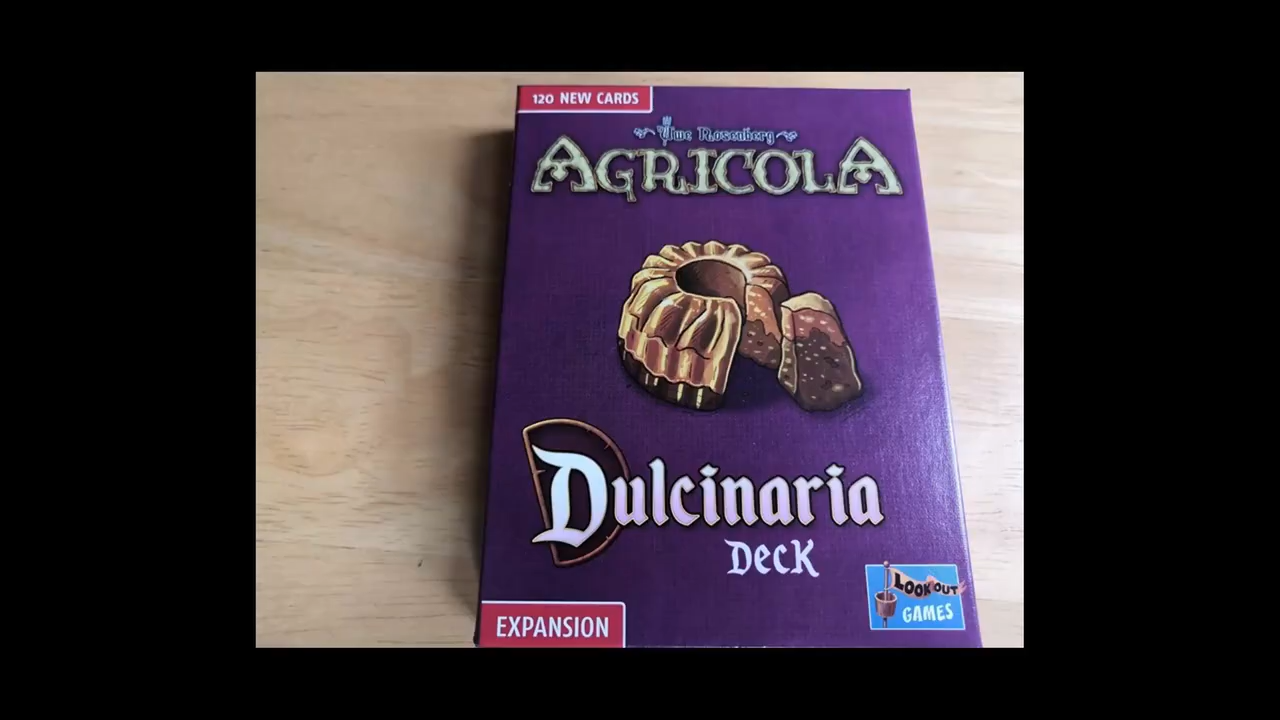 120 NEW CARDS
Uwe Rosenberg
AGRICOLA
Dulcinaria
Deck
LOOKOUT
GAMES
EXPANSION